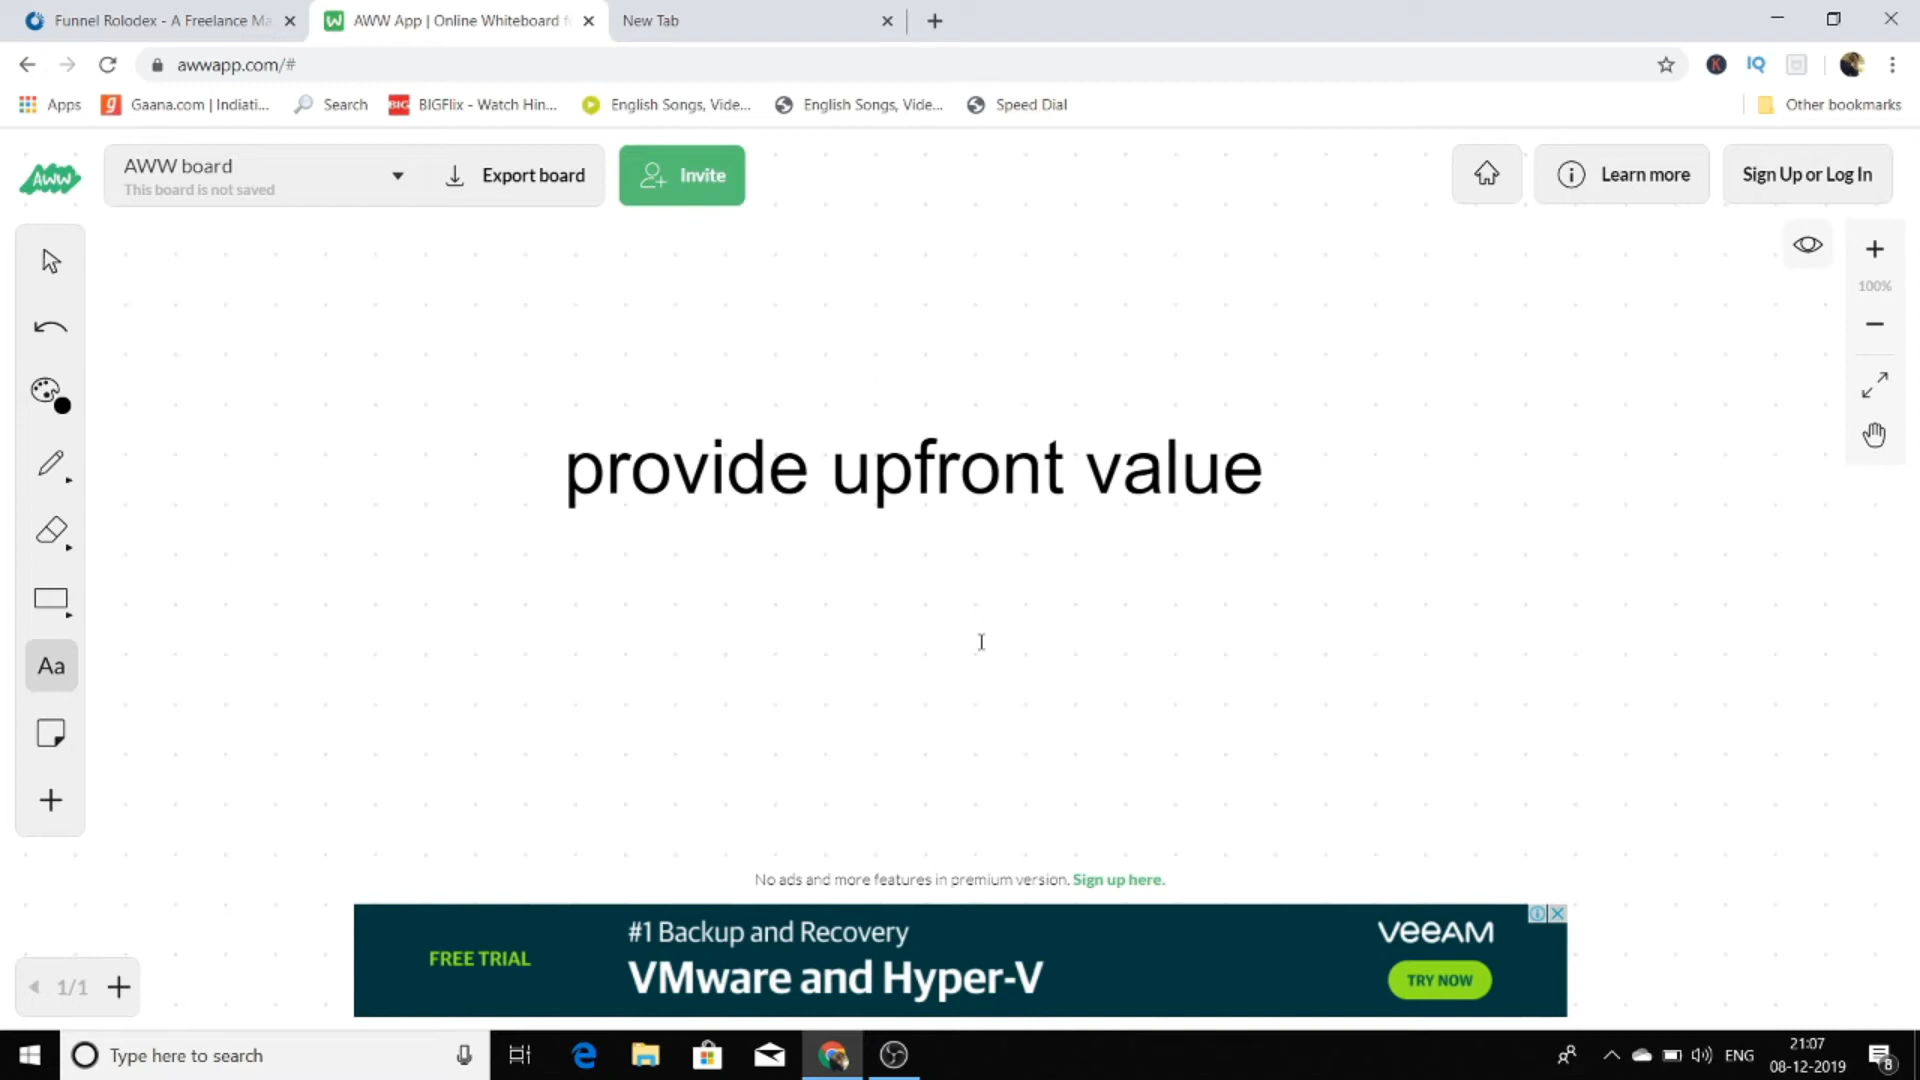 Funnel Rolodex - A Freelance Ma
AWW App | Online Whiteboard f
New Tab
awwapp.com/#
IQ
Apps
Gaana.com | Indiati...
Search
BIG
BIGFlix - Watch Hin...
English Songs, Vide...
English Songs, Vide...
Speed Dial
Other bookmarks
AWW
AWW board
This board is not saved
Export board
Invite
Learn more
Sign Up or Log In
100%
provide upfront value
Aa
No ads and more features in premium version. Sign up here.
FREE TRIAL
#1 Backup and Recovery
VMware and Hyper-V
veeAM
TRY NOW
1/1
Type here to search
ENG
21:07
08-12-2019
8